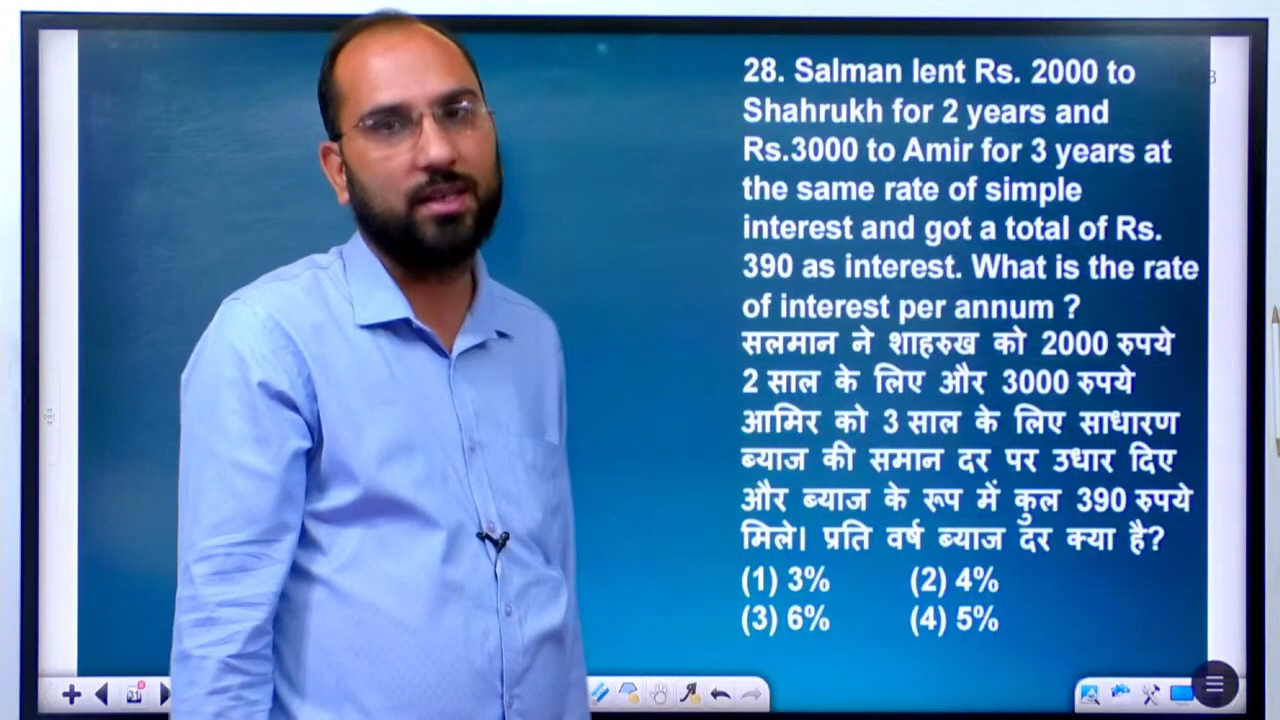 28. Salman lent Rs. 2000 to
Shahrukh for 2 years and
Rs.3000 to Amir for 3 years at
the same rate of simple
interest and got a total of Rs.
390 as interest. What is the rate
of interest per annum ?
सलमान ने शाहरुख को 2000 रुपये
2 साल के लिए और 3000 रुपये
आमिर को 3 साल के लिए साधारण
ब्याज की समान दर पर उधार दिए
और ब्याज के रूप में कुल 390 रुपये
मिले। प्रति वर्ष ब्याज दर क्या है?
(1) 3% (2) 4%
(3) 6% (4) 5%